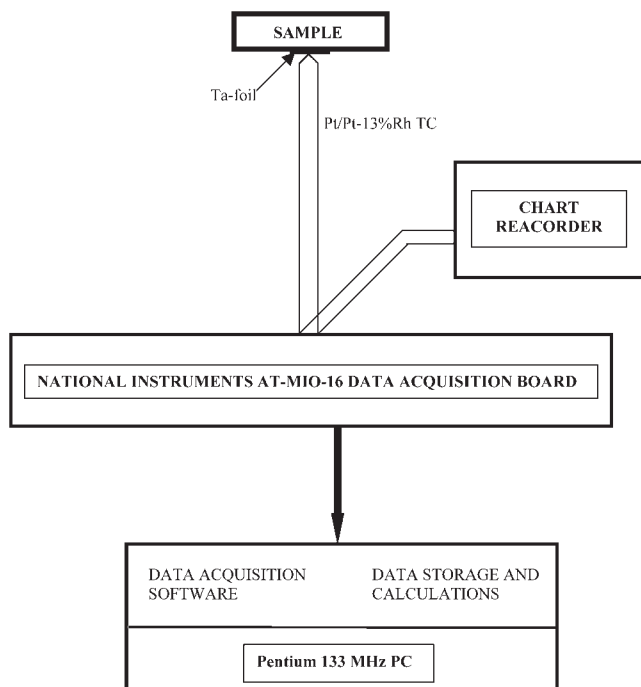 SAMPLE
Ta-foil
Pt/Pt-13%Rh TC
CHART
REACORDER
NATIONAL INSTRUMENTS AT-MIO-16 DATA ACQUISITION BOARD
DATA ACQUISITION
SOFTWARE
DATA STORAGE AND
CALCULATIONS
Pentium 133 MHz PC